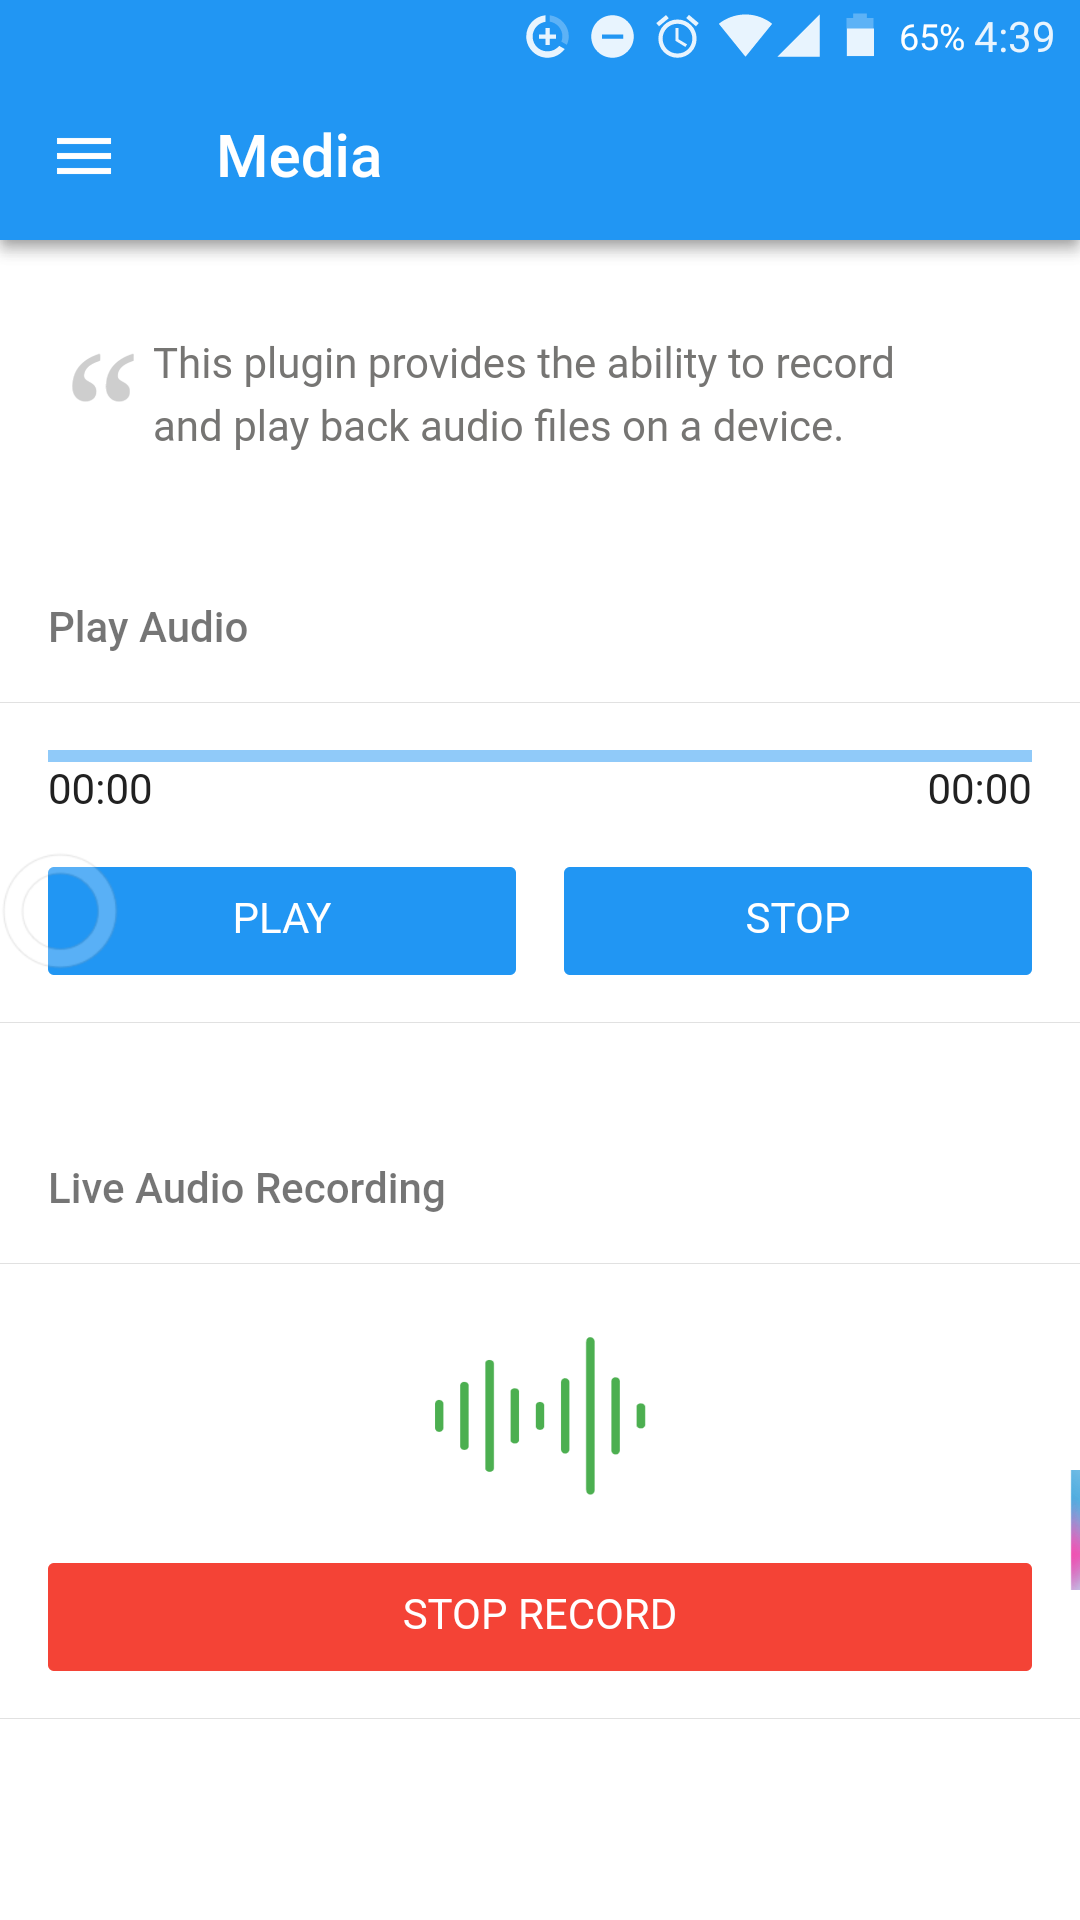 65% 4:39
Media
“ This plugin provides the ability to record
and play back audio files on a device.
Play Audio
00:00 00:00
PLAY STOP
Live Audio Recording
STOP RECORD